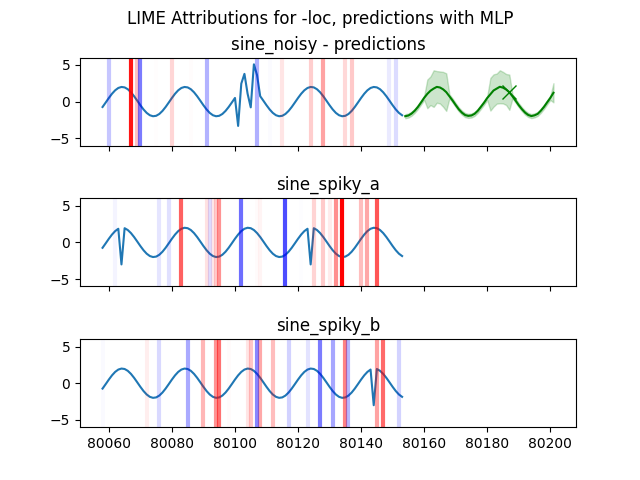 LIME Attributions for -loc, predictions with MLP
sine_noisy - predictions
5
0
−5
sine_spiky_a
5
0
−5
sine_spiky_b
5
0
−5
80060 80080 80100 80120 80140 80160 80180 80200